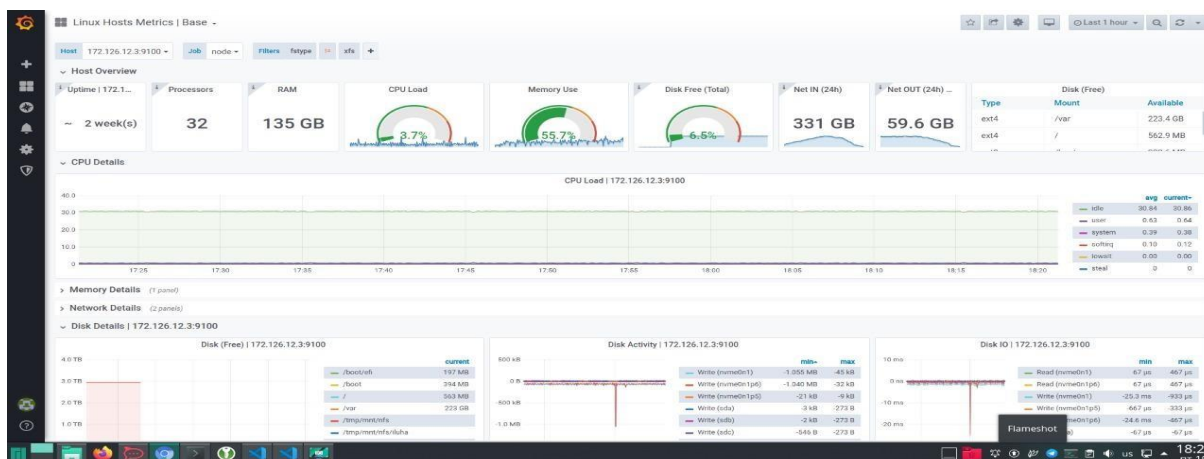 Linux Hosts Metrics | Base
Last 1 hour
Host 172.126.12.3:9100 Job node Filters fstype xfs +
Host Overview
Uptime | 172.1...
~ 2 week(s)
Processors
32
RAM
135 GB
CPU Load
3.7%
Memory Use
55.7%
Disk Free (Total)
6.5%
Net IN (24h)
331 GB
Net OUT (24h) ...
59.6 GB
Disk (Free)
Type Mount Available
ext4 /var 223.4 GB
ext4 / 562.9 MB
CPU Details
CPU Load | 172.126.12.3:9100
40.0
30.0
20.0
10.0
0
17:25 17:30 17:35 17:40 17:45 17:50 17:55 18:00 18:05 18:10 18:15 18:20
avg current
idle 30.84 30.86
user 0.63 0.64
system 0.39 0.38
softirq 0.10 0.12
iowait 0.00 0.00
steal 0 0
Memory Details (1 panel)
Network Details (2 panels)
Disk Details | 172.126.12.3:9100
Disk (Free) | 172.126.12.3:9100
4.0 TB
3.0 TB
2.0 TB
1.0 TB
current
/boot/efi 197 MB
/boot 394 MB
/ 563 MB
/var 223 GB
/tmp/mnt/nfs
/tmp/mnt/nfs/iluha
Disk Activity | 172.126.12.3:9100
500 kB
0 B
-500 kB
-1.0 MB
min max
Write (nvme0n1) -1.055 MB -45 kB
Write (nvme0n1p6) -1.040 MB -32 kB
Write (nvme0n1p5) -21 kB -9 kB
Write (sda) -3 kB -273 B
Write (sdb) -2 kB -273 B
Write (sdc) -546 B -273 B
Disk IO | 172.126.12.3:9100
10 ms
0 ms
-10 ms
-20 ms
min max
Read (nvme0n1) 67 µs 467 µs
Read (nvme0n1p6) 67 µs 467 µs
Write (nvme0n1) -25.3 ms -933 µs
Write (nvme0n1p5) -667 µs -333 µs
-24.6 ms -467 µs
-67 µs -67 µs
Flameshot
us
18:2